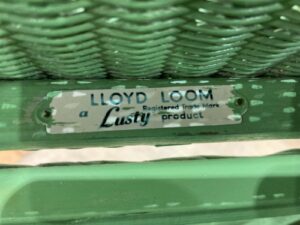 LLOYD LOOM
Registered Trade Mark
a Lusty product